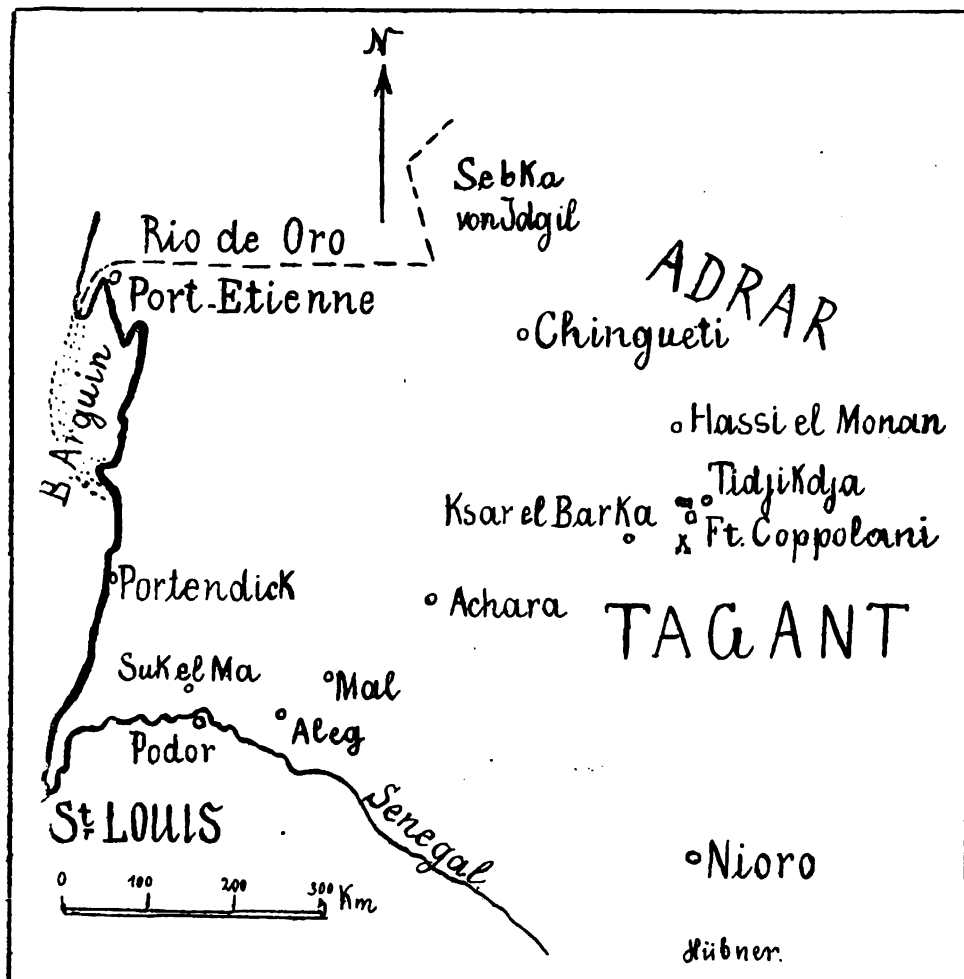 N
Sebka
von Idgil
Rio de Oro
ADRAR
Port-Etienne
Chingueti
B. Arguin
Hassi el Monan
Tidjikdja
Ksar el Barka
Ft. Coppolani
Portendick
Achara
TAGANT
Suk el Ma
Mal
Aleg
Podor
Senegal
St. LOUIS
Nioro
0 100 200 300 Km
Hübner.